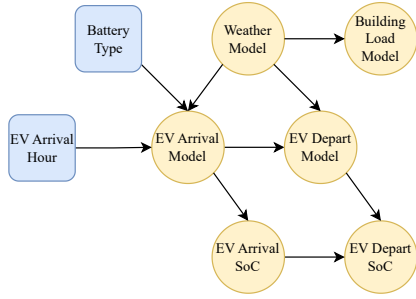 Battery
Type
Weather
Model
Building
Load Model
EV Arrival
Hour
EV Arrival
Model
EV Depart
Model
EV Arrival
SoC
EV Depart
SoC